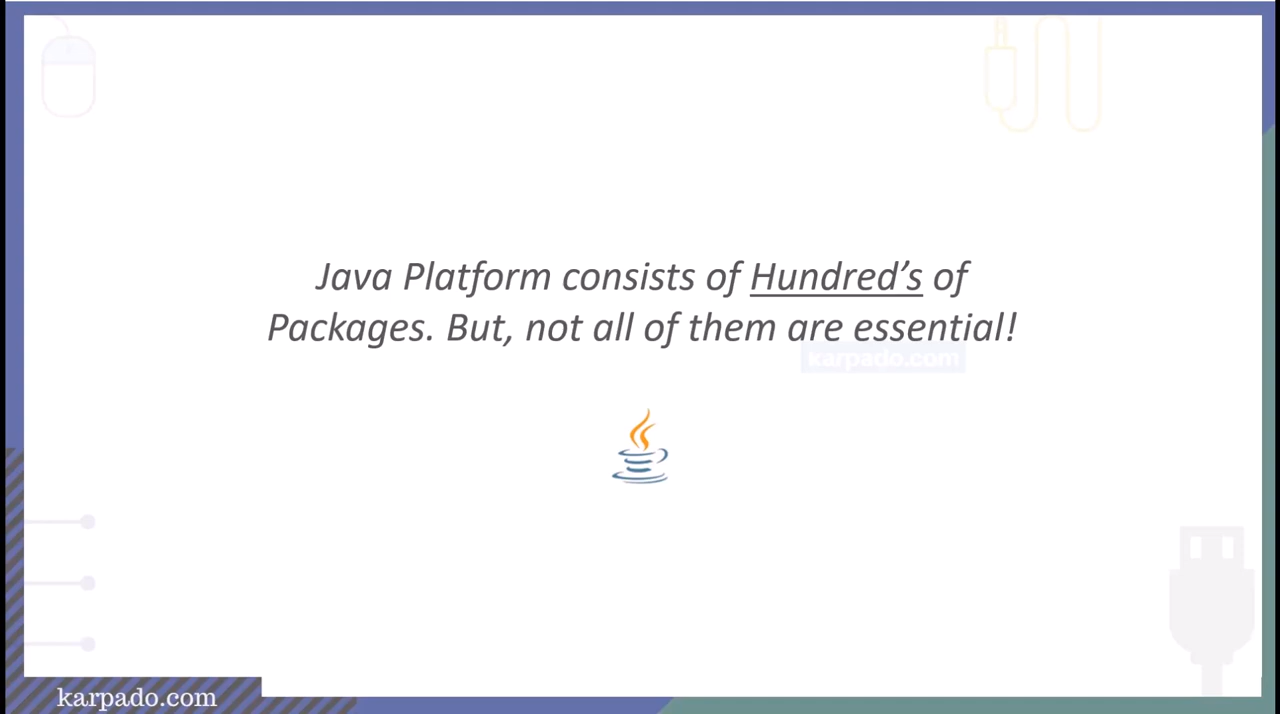 Java Platform consists of Hundred’s of
Packages. But, not all of them are essential!
karpado.com
karpado.com